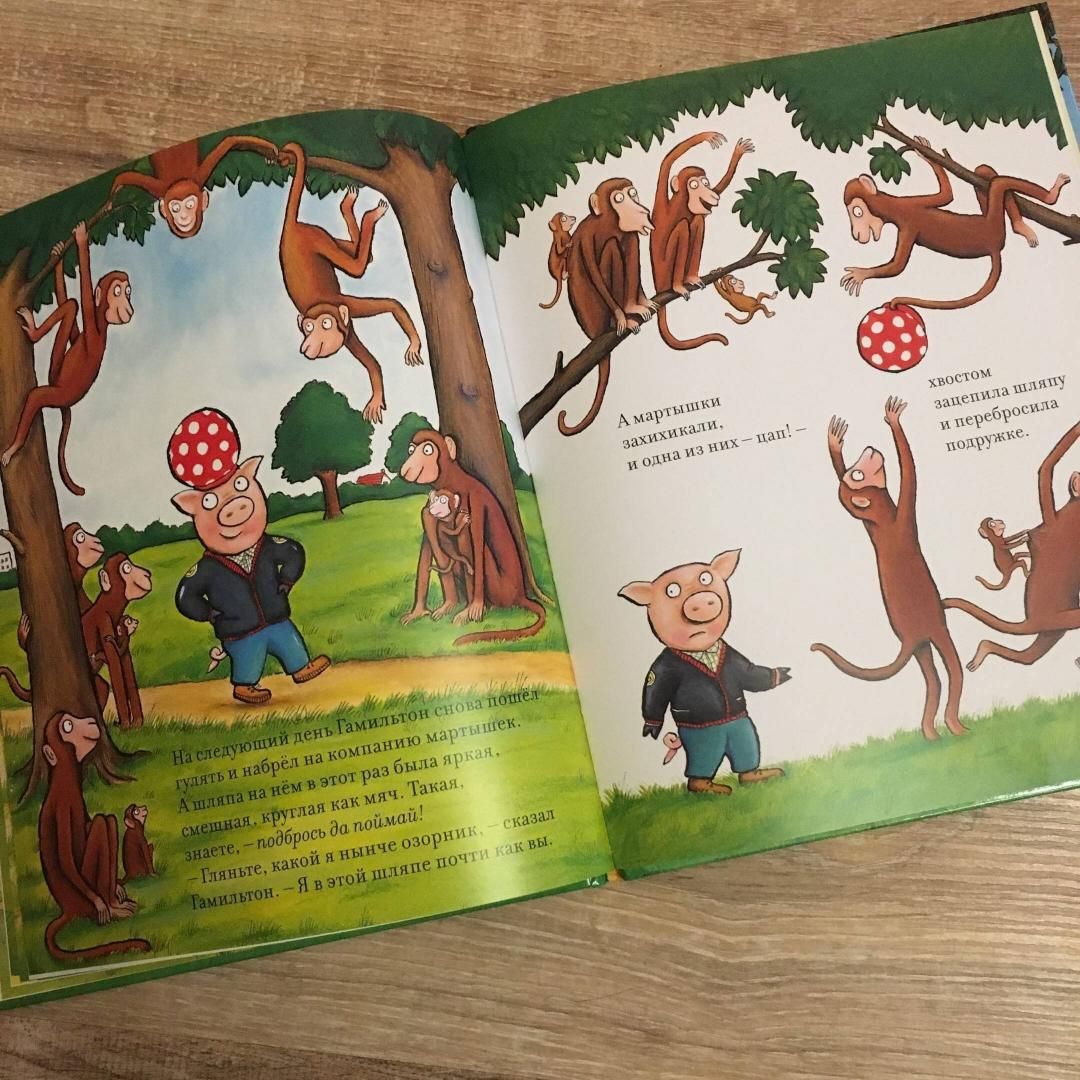 На следующий день Гамильтон снова пошёл
гулять и набрёл на компанию мартышек.
А шляпа на нём в этот раз была яркая,
смешная, круглая как мяч. Такая,
знаете, – подбрось да поймай!
– Гляньте, какой я нынче озорник, – сказал
Гамильтон. – Я в этой шляпе почти как вы.
А мартышки
захихикали,
и одна из них – цап! –
хвостом
зацепила шляпу
и перебросила
подружке.